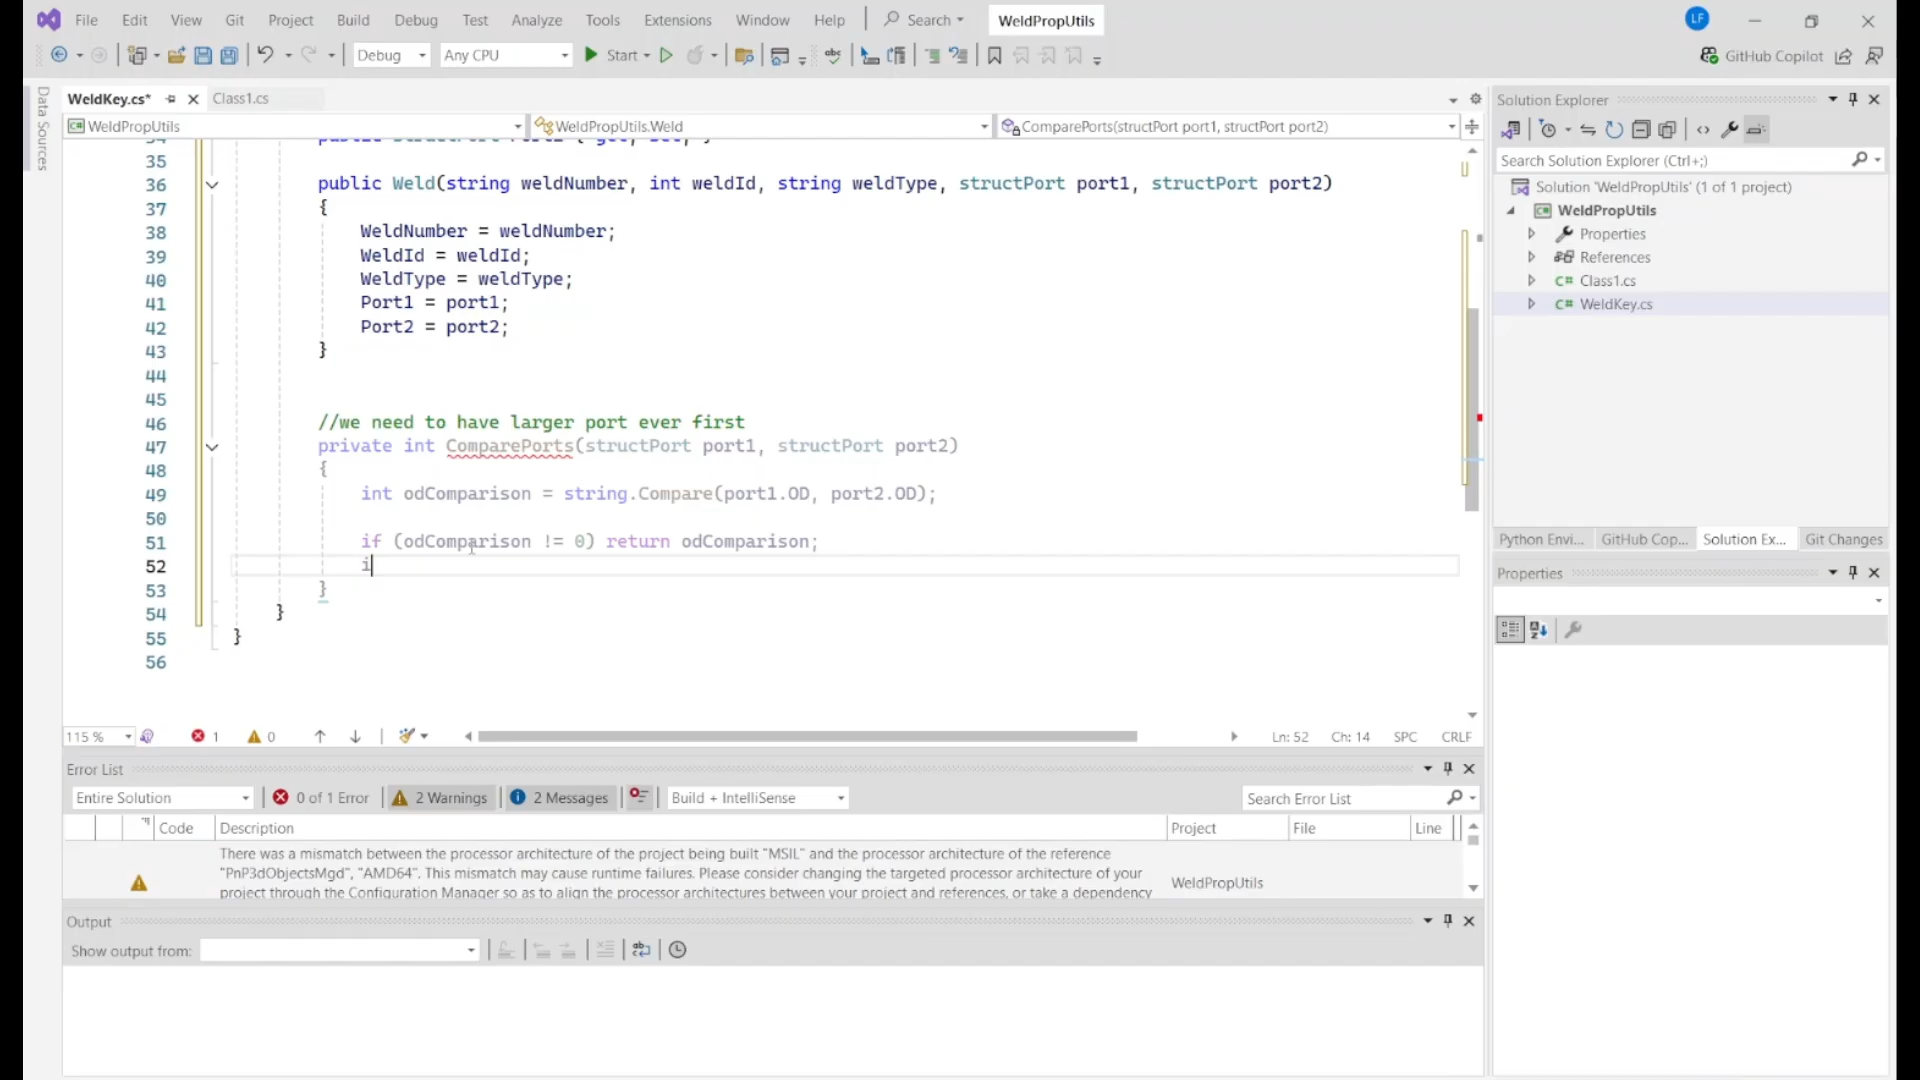 File Edit View Git Project Build Debug Test Analyze Tools Extensions Window Help Search WeldPropUtils LF
Debug Any CPU Start GitHub Copilot
Data Sources
WeldKey.cs* Class1.cs
WeldPropUtils WeldPropUtils.Weld ComparePorts(structPort port1, structPort port2)
35
36 public Weld(string weldNumber, int weldId, string weldType, structPort port1, structPort port2)
37 {
38 WeldNumber = weldNumber;
39 WeldId = weldId;
40 WeldType = weldType;
41 Port1 = port1;
42 Port2 = port2;
43 }
44
45
46 //we need to have larger port ever first
47 private int ComparePorts(structPort port1, structPort port2)
48 {
49 int odComparison = string.Compare(port1.OD, port2.OD);
50
51 if (odComparison != 0) return odComparison;
52 i
53 }
54 }
55 }
56
115 % 1 0 Ln: 52 Ch: 14 SPC CRLF
Error List
Entire Solution 0 of 1 Error 2 Warnings 2 Messages Build + IntelliSense Search Error List
Code Description Project File Line
There was a mismatch between the processor architecture of the project being built "MSIL" and the processor architecture of the reference
"PnP3dObjectsMgd", "AMD64". This mismatch may cause runtime failures. Please consider changing the targeted processor architecture of your
project through the Configuration Manager so as to align the processor architectures between your project and references, or take a dependency
WeldPropUtils
Output
Show output from:
Solution Explorer
Search Solution Explorer (Ctrl+;)
Solution 'WeldPropUtils' (1 of 1 project)
WeldPropUtils
Properties
References
C# Class1.cs
C# WeldKey.cs
Python Envi... GitHub Cop... Solution Ex... Git Changes
Properties